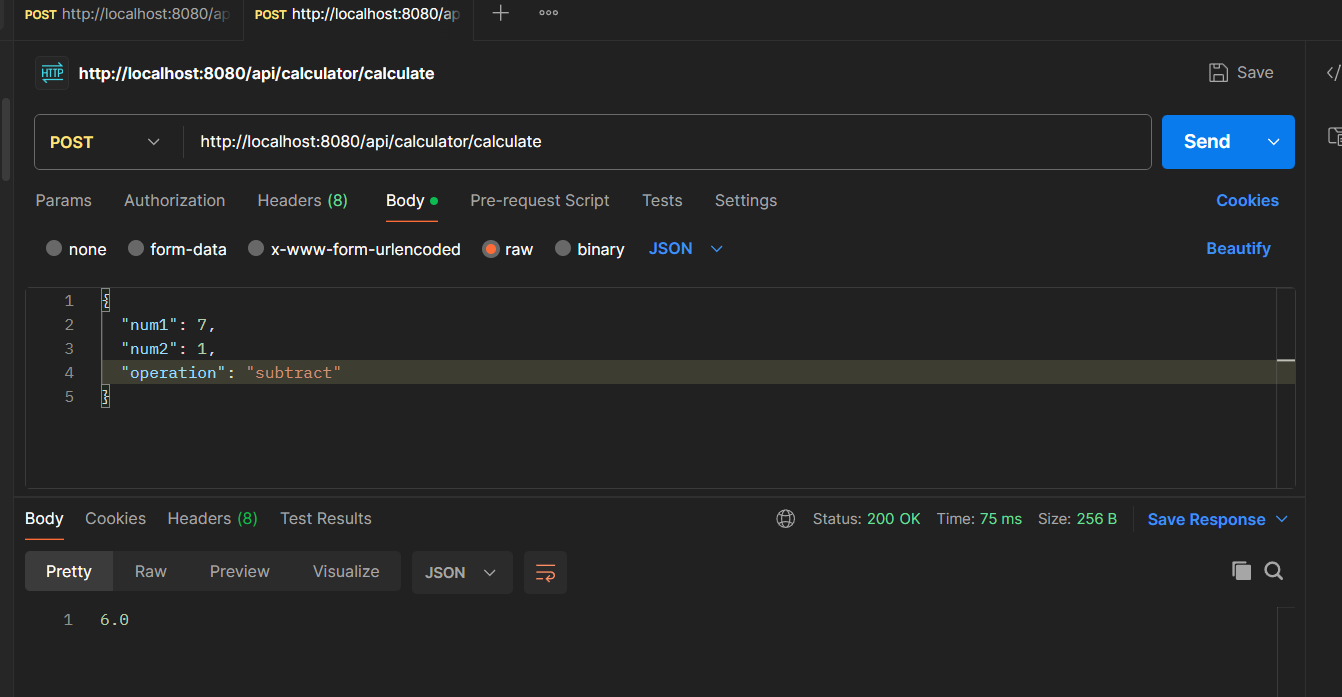 POST http://localhost:8080/ap POST http://localhost:8080/ap
HTTP http://localhost:8080/api/calculator/calculate Save
POST http://localhost:8080/api/calculator/calculate Send
Params Authorization Headers (8) Body Pre-request Script Tests Settings Cookies
none form-data x-www-form-urlencoded raw binary JSON Beautify
1 {
2 "num1": 7,
3 "num2": 1,
4 "operation": "subtract"
5 }
Body Cookies Headers (8) Test Results Status: 200 OK Time: 75 ms Size: 256 B Save Response
Pretty Raw Preview Visualize JSON
1 6.0